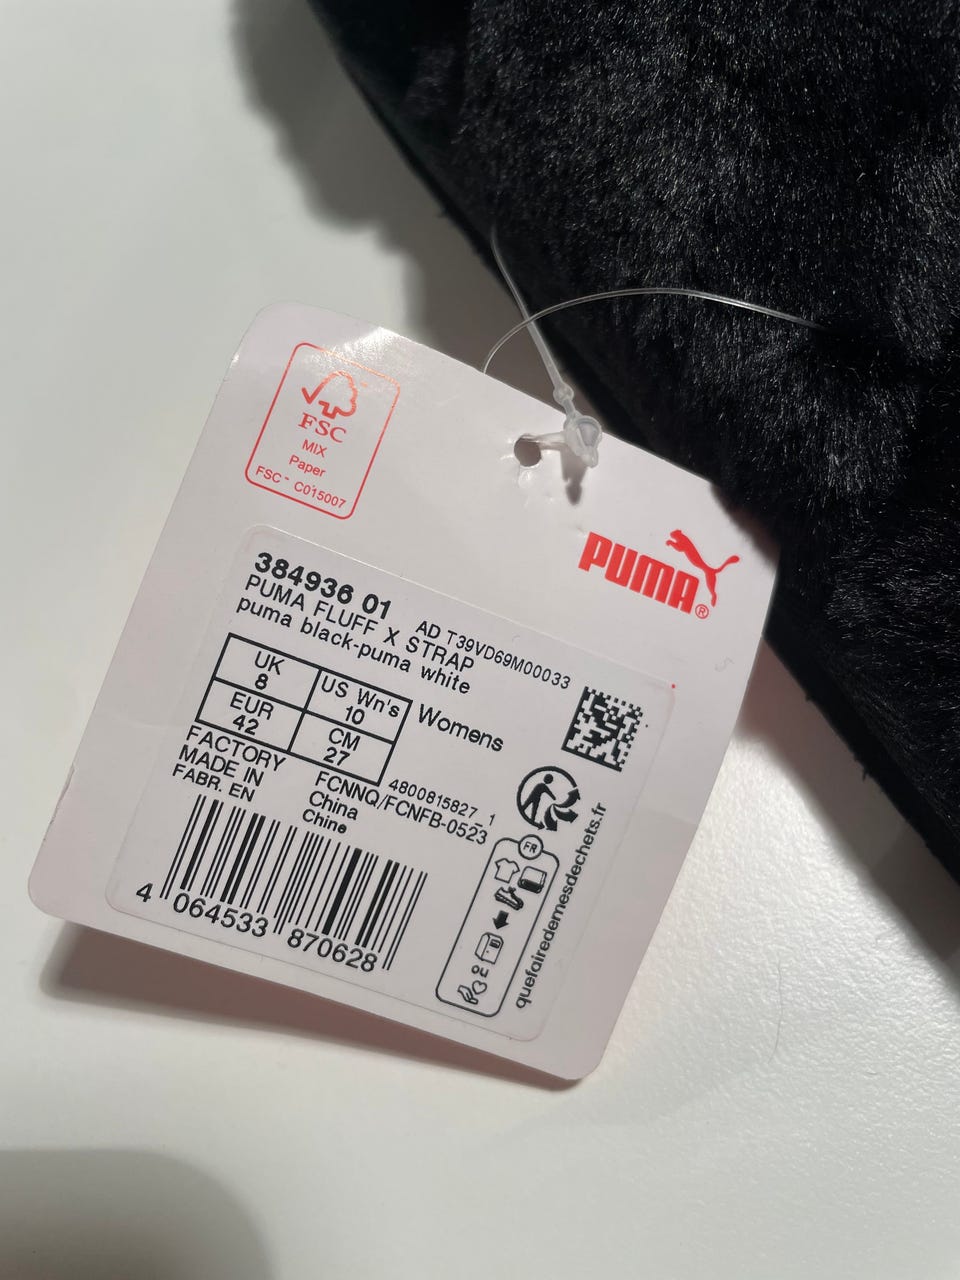 FSC
MIX
Paper
FSC™ C015007
PUMA®
384936 01
AD T39VD69M00033
PUMA FLUFF X STRAP
puma black-puma white
UK
8
US Wn's
10
EUR
42
CM
27
Womens
4800815827_1
FACTORY FCNNQ/FCNFB-0523
MADE IN China
FABR. EN Chine
4 064533 870628
FR
OU
quefairedemesdechets.fr